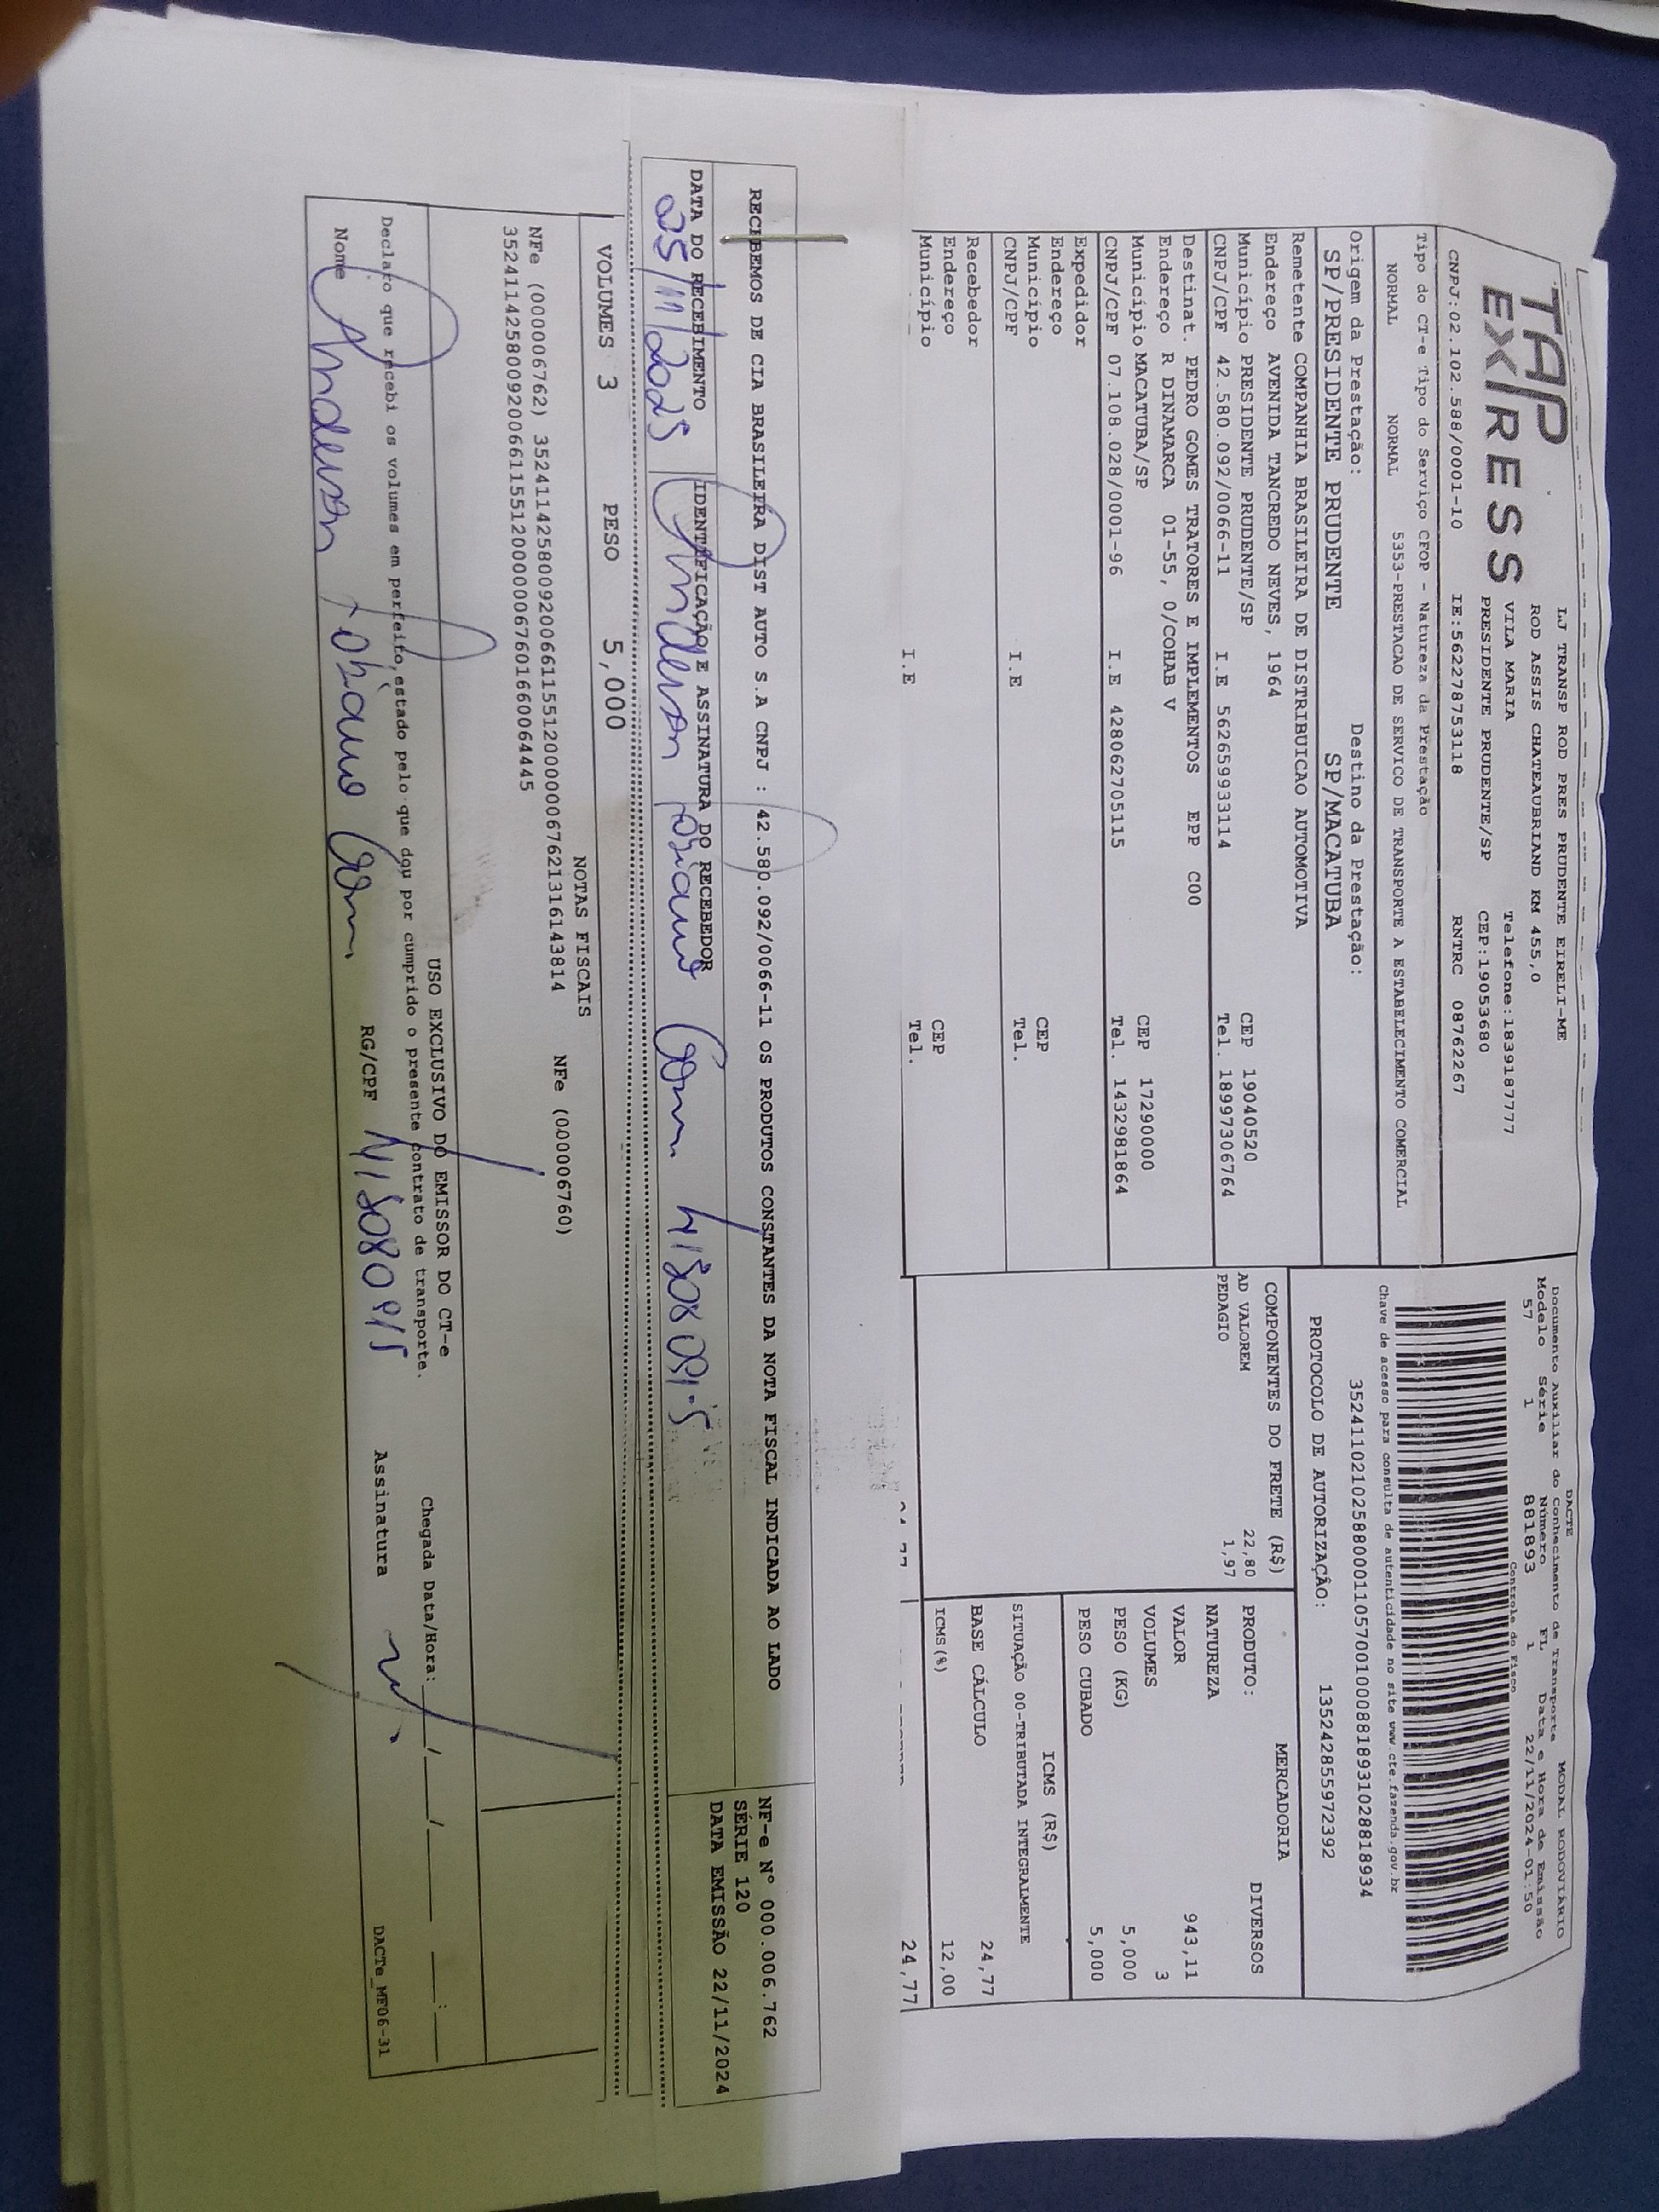 TAP
EXPRESS
LJ TRANSP ROD PRES PRUDENTE EIRELI-ME
ROD ASSIS CHATEAUBRIAND KM 455,0
VILA MARIA Telefone:1839187777
PRESIDENTE PRUDENTE/SP CEP:19053680
CNPJ:02.102.588/0001-10 IE:562278753118 RNTRC 08762267
Tipo do CT-e Tipo do Serviço CFOP - Natureza da Prestação
NORMAL NORMAL 5353-PRESTACAO DE SERVICO DE TRANSPORTE A ESTABELECIMENTO COMERCIAL
Origem da Prestação: Destino da Prestação:
SP/PRESIDENTE PRUDENTE SP/MACATUBA
Remetente COMPANHIA BRASILEIRA DE DISTRIBUICAO AUTOMOTIVA
Endereço AVENIDA TANCREDO NEVES, 1964
Município PRESIDENTE PRUDENTE/SP CEP 19040520
CNPJ/CPF 42.580.092/0066-11 I.E 562659933114 Tel. 18997306764
Destinat. PEDRO GOMES TRATORES E IMPLEMENTOS EPP C00
Endereço R DINAMARCA 01-55, 0/COHAB V
Município MACATUBA/SP CEP 17290000
CNPJ/CPF 07.108.028/0001-96 I.E 428062705115 Tel. 1432981864
Expedidor
Endereço
Município CEP
CNPJ/CPF I.E Tel.
Recebedor
Endereço
Município CEP
I.E Tel.
DACTE
Documento Auxiliar do Conhecimento de Transporte MODAL RODOVIÁRIO
Modelo Série Número FL Data e Hora de Emissão
57 1 881893 1 22/11/2024-01:50
Controle do Fisco
Chave de acesso para consulta de autenticidade no site www.cte.fazenda.gov.br
35241102102588000110570010008818931028818934
PROTOCOLO DE AUTORIZAÇÃO: 135242855972392
COMPONENTES DO FRETE (R$)
AD VALOREM 22,80
PEDAGIO 1,97
MERCADORIA
PRODUTO: DIVERSOS
NATUREZA
VALOR 943,11
VOLUMES 3
PESO (KG) 5,000
PESO CUBADO 5,000
ICMS (R$)
SITUAÇÃO 00-TRIBUTADA INTEGRALMENTE
BASE CÁLCULO 24,77
ICMS(%) 12,00
24,77
RECEBEMOS DE CIA BRASILEIRA DIST AUTO S.A CNPJ : 42.580.092/0066-11 OS PRODUTOS CONSTANTES DA NOTA FISCAL INDICADA AO LADO
DATA DO RECEBIMENTO IDENTIFICAÇÃO E ASSINATURA DO RECEBEDOR
25/11/2025 Anderson 41508091-5
NF-e Nº 000.006.762
SÉRIE 120
DATA EMISSÃO 22/11/2024
VOLUMES 3 PESO 5,000
NOTAS FISCAIS
NFe (000006762) 35241142580092006611551200000067621316143814 NFe (000006760)
35241142580092006611551200000067601660064445
USO EXCLUSIVO DO EMISSOR DO CT-e
Declaro que recebi os volumes em perfeito estado pelo que dou por cumprido o presente contrato de transporte.
Chegada Data/Hora: ___/___/_____ ___:___
Nome Anderson RG/CPF 415080915 Assinatura
DACTe_MF06-31